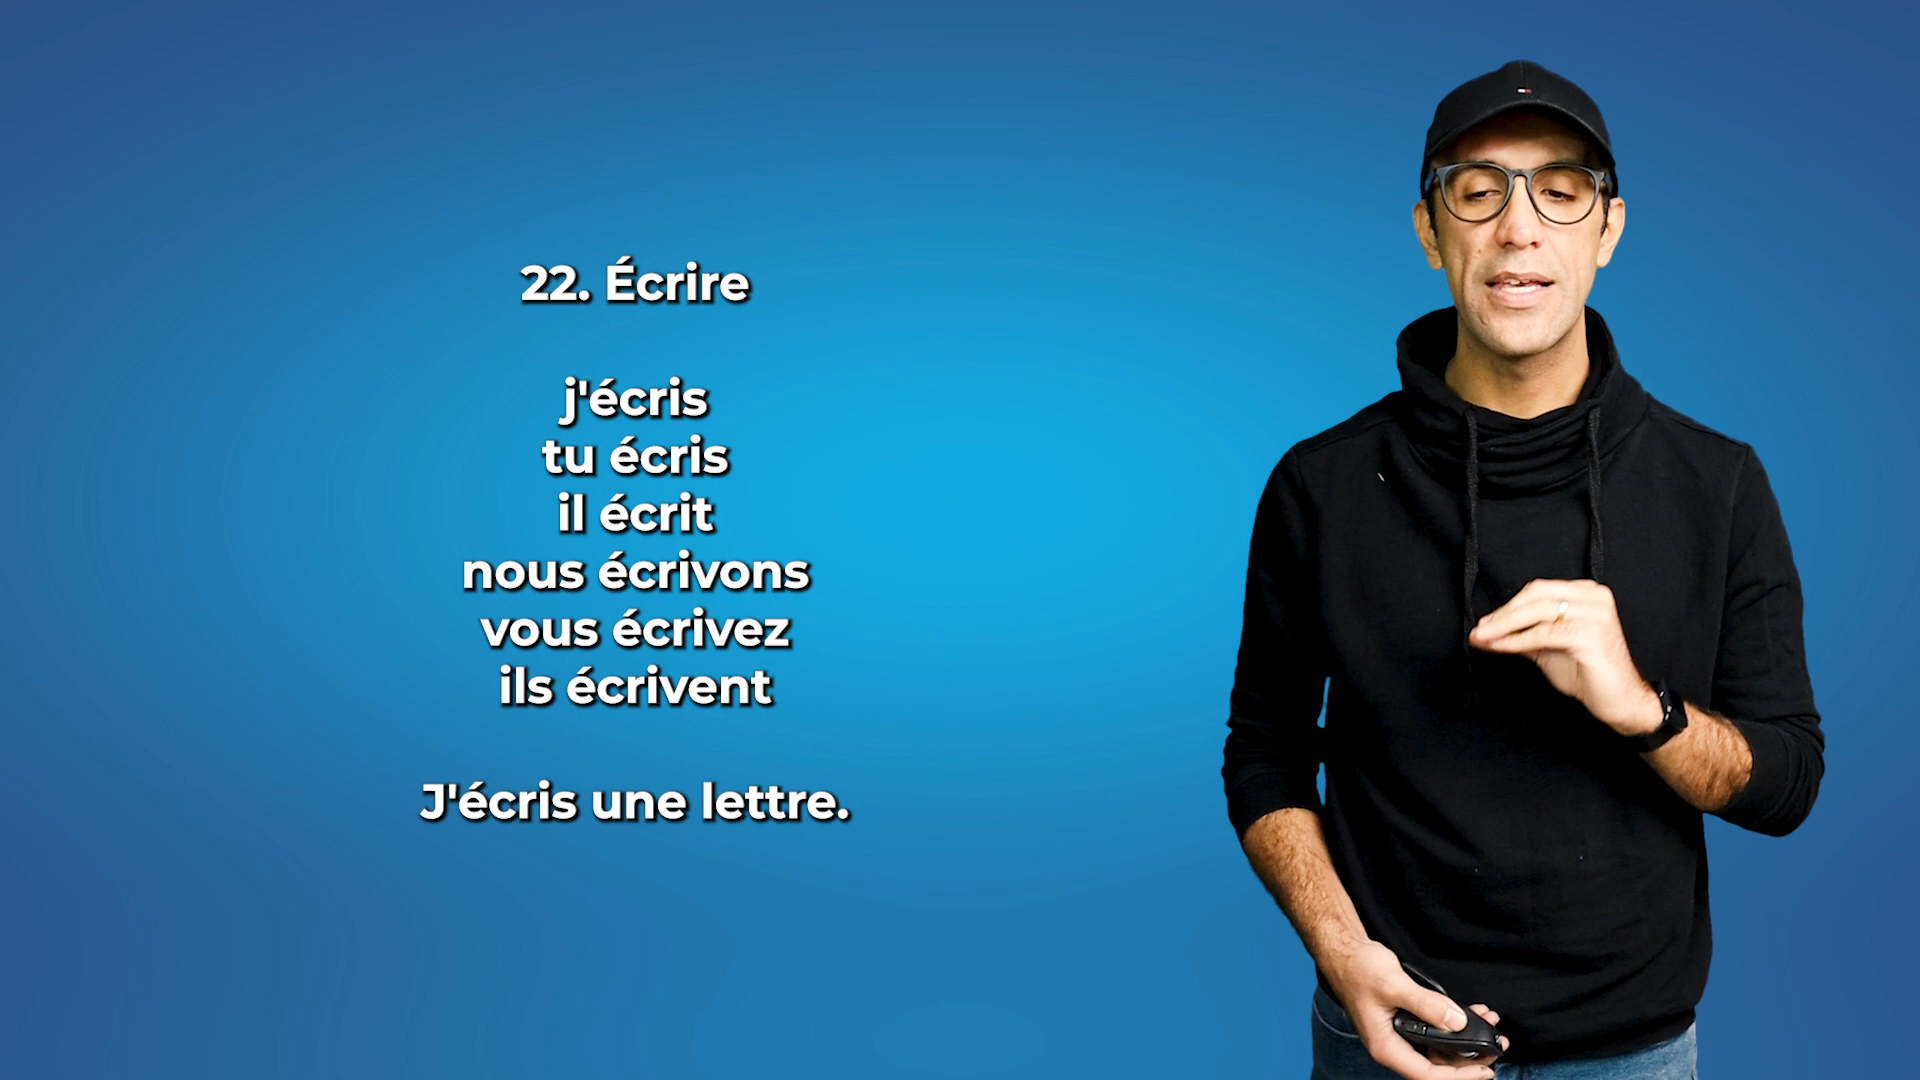 22. Écrire
j'écris
tu écris
il écrit
nous écrivons
vous écrivez
ils écrivent
J'écris une lettre.